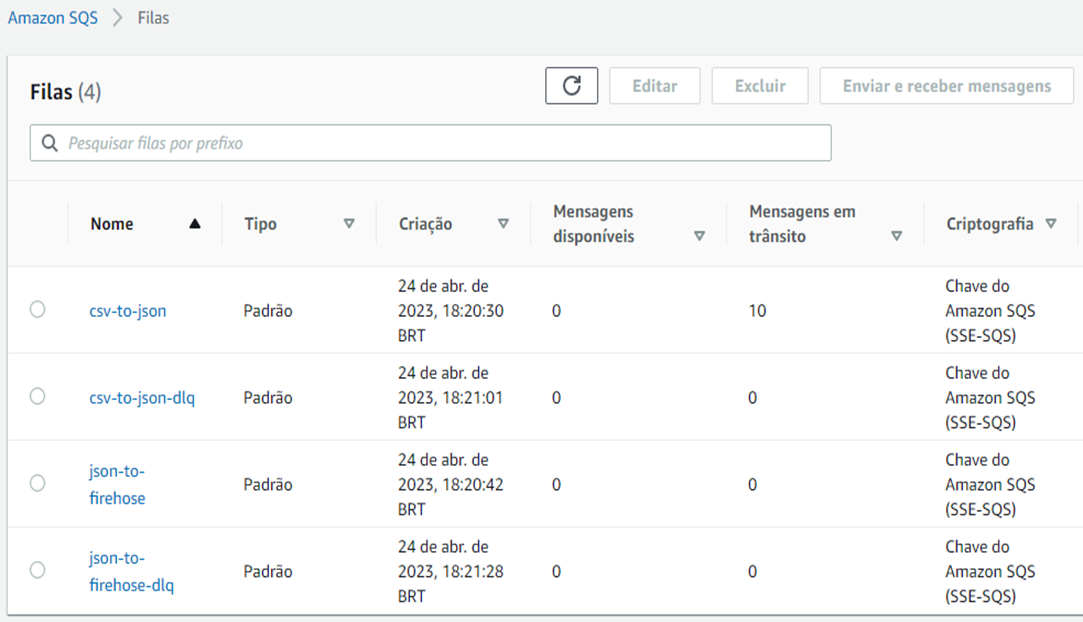 Amazon SQS > Filas
Filas (4)
Editar
Excluir
Enviar e receber mensagens
Pesquisar filas por prefixo
Nome
Tipo
Criação
Mensagens
disponíveis
Mensagens em
trânsito
Criptografia
csv-to-json
Padrão
24 de abr. de
2023, 18:20:30
BRT
0
10
Chave do
Amazon SQS
(SSE-SQS)
csv-to-json-dlq
Padrão
24 de abr. de
2023, 18:21:01
BRT
0
0
Chave do
Amazon SQS
(SSE-SQS)
json-to-
firehose
Padrão
24 de abr. de
2023, 18:20:42
BRT
0
0
Chave do
Amazon SQS
(SSE-SQS)
json-to-
firehose-dlq
Padrão
24 de abr. de
2023, 18:21:28
BRT
0
0
Chave do
Amazon SQS
(SSE-SQS)